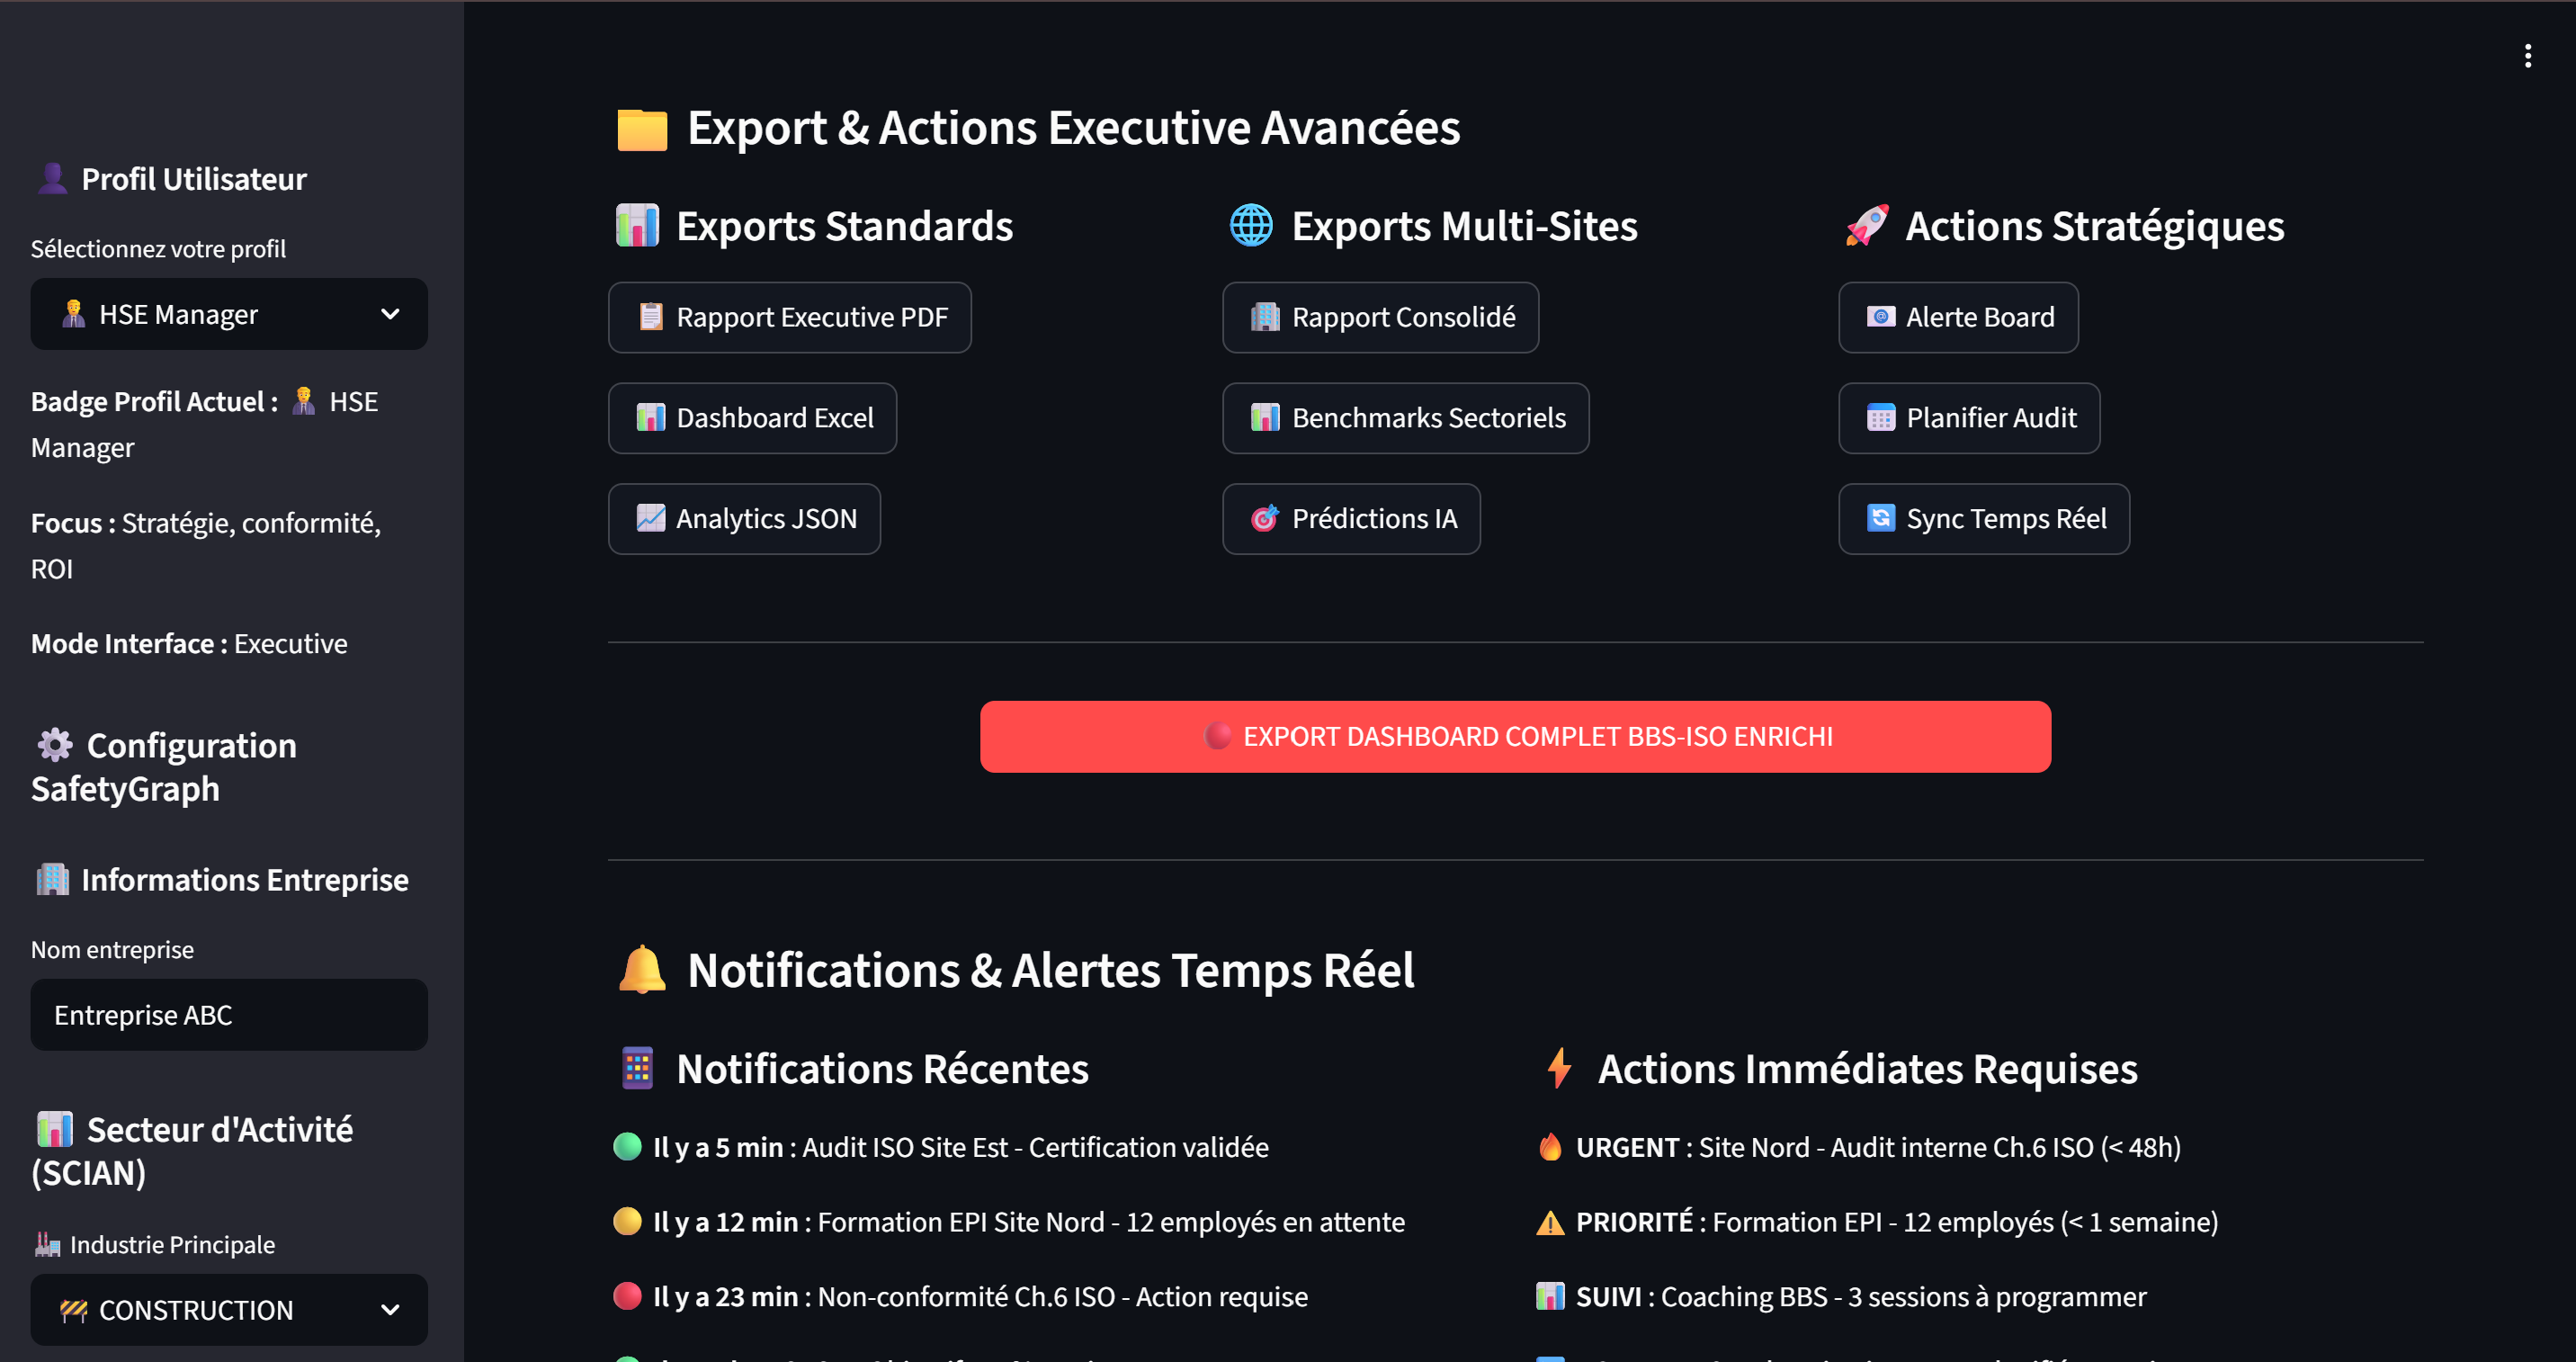 Profil Utilisateur
Sélectionnez votre profil
HSE Manager
Badge Profil Actuel : HSE
Manager
Focus : Stratégie, conformité,
ROI
Mode Interface : Executive
Configuration
SafetyGraph
Informations Entreprise
Nom entreprise
Entreprise ABC
Secteur d'Activité
(SCIAN)
Industrie Principale
CONSTRUCTION
Export & Actions Executive Avancées
Exports Standards
Rapport Executive PDF
Dashboard Excel
Analytics JSON
Exports Multi-Sites
Rapport Consolidé
Benchmarks Sectoriels
Prédictions IA
Actions Stratégiques
Alerte Board
Planifier Audit
Sync Temps Réel
EXPORT DASHBOARD COMPLET BBS-ISO ENRICHI
Notifications & Alertes Temps Réel
Notifications Récentes
Il y a 5 min : Audit ISO Site Est - Certification validée
Il y a 12 min : Formation EPI Site Nord - 12 employés en attente
Il y a 23 min : Non-conformité Ch.6 ISO - Action requise
Actions Immédiates Requises
URGENT : Site Nord - Audit interne Ch.6 ISO (< 48h)
PRIORITÉ : Formation EPI - 12 employés (< 1 semaine)
SUIVI : Coaching BBS - 3 sessions à programmer